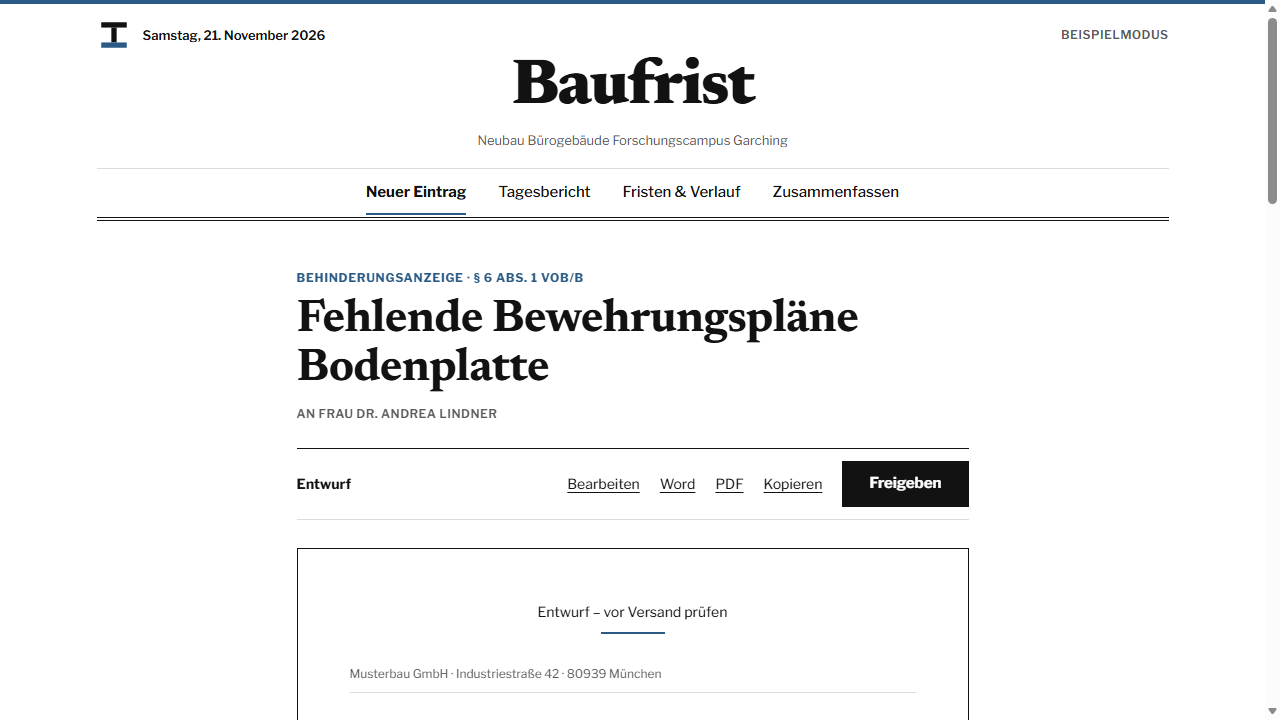 Samstag, 21. November 2026
BEISPIELMODUS
Baufrist
Neubau Bürogebäude Forschungscampus Garching
Neuer Eintrag Tagesbericht Fristen & Verlauf Zusammenfassen
BEHINDERUNGSANZEIGE · § 6 ABS. 1 VOB/B
Fehlende Bewehrungspläne
Bodenplatte
AN FRAU DR. ANDREA LINDNER
Entwurf Bearbeiten Word PDF Kopieren Freigeben
Entwurf – vor Versand prüfen
Musterbau GmbH · Industriestraße 42 · 80939 München